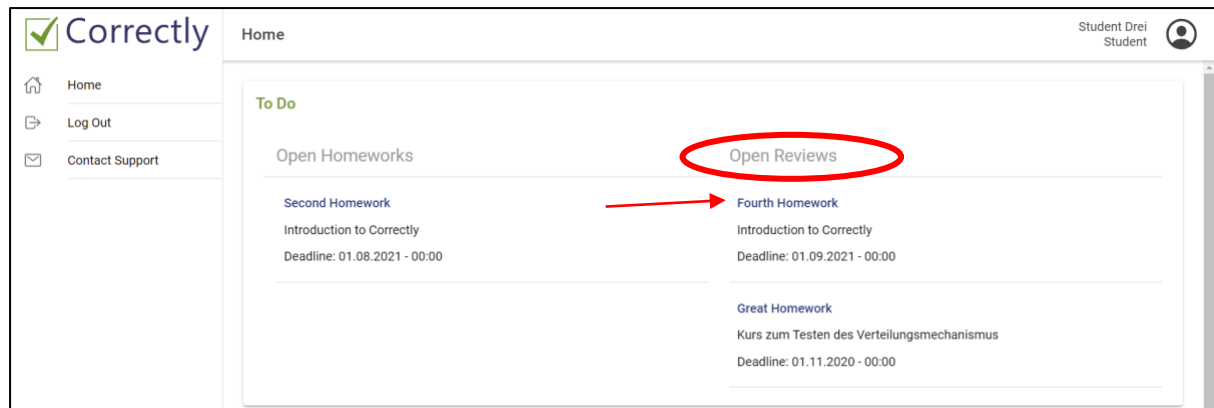 Correctly
Home
Student Drei
Student
Home
Log Out
Contact Support
To Do
Open Homeworks
Second Homework
Introduction to Correctly
Deadline: 01.08.2021 - 00:00
Open Reviews
Fourth Homework
Introduction to Correctly
Deadline: 01.09.2021 - 00:00
Great Homework
Kurs zum Testen des Verteilungsmechanismus
Deadline: 01.11.2020 - 00:00